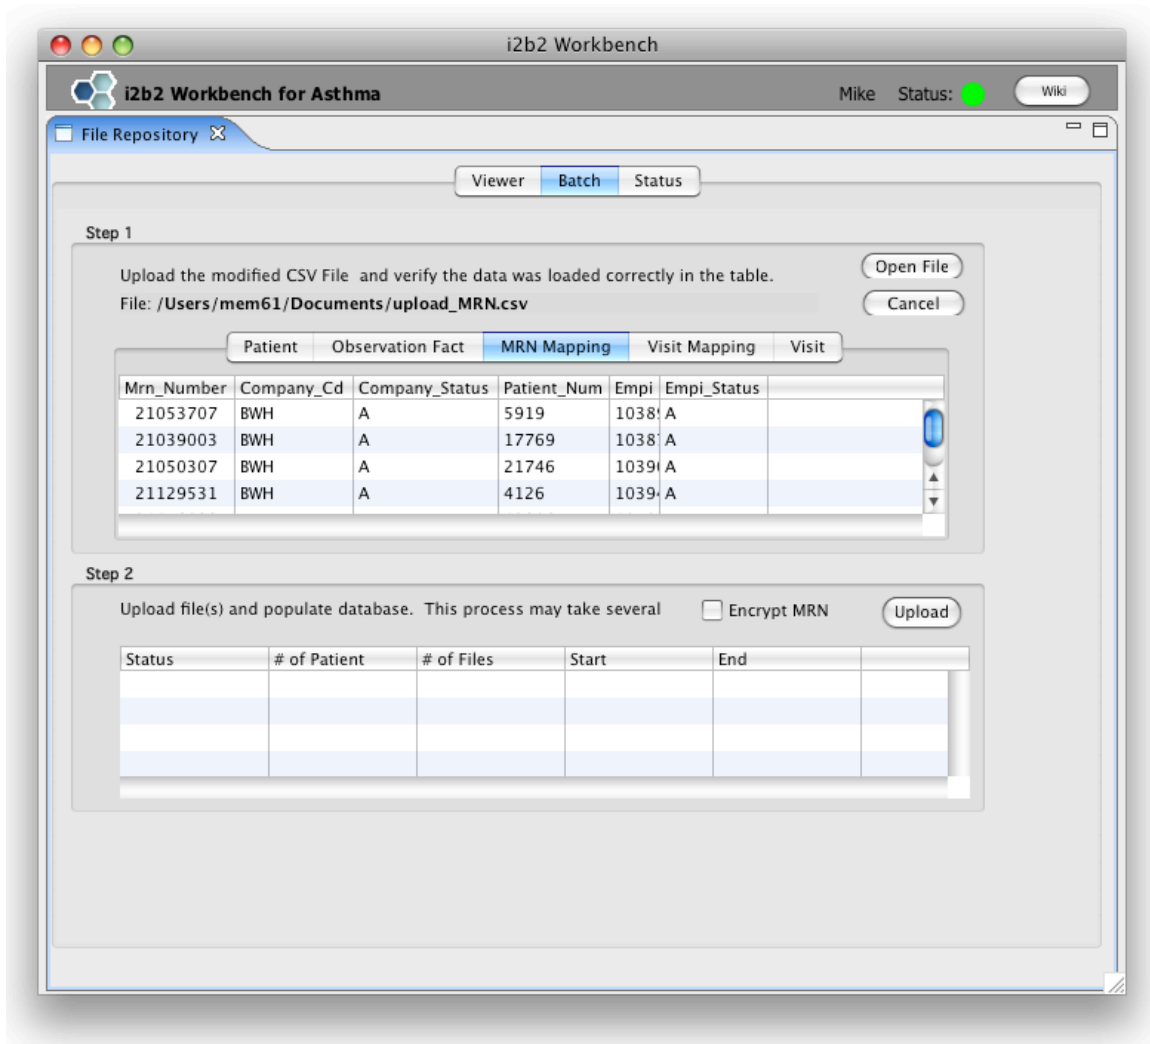 i2b2 Workbench
i2b2 Workbench for Asthma Mike Status: Wiki
File Repository
Viewer Batch Status
Step 1
Upload the modified CSV File and verify the data was loaded correctly in the table. Open File
File: /Users/mem61/Documents/upload_MRN.csv Cancel
Patient Observation Fact MRN Mapping Visit Mapping Visit
Mrn_Number Company_Cd Company_Status Patient_Num Empi Empi_Status
21053707 BWH A 5919 1038 A
21039003 BWH A 17769 1038 A
21050307 BWH A 21746 1039 A
21129531 BWH A 4126 1039 A
Step 2
Upload file(s) and populate database. This process may take several Encrypt MRN Upload
Status # of Patient # of Files Start End